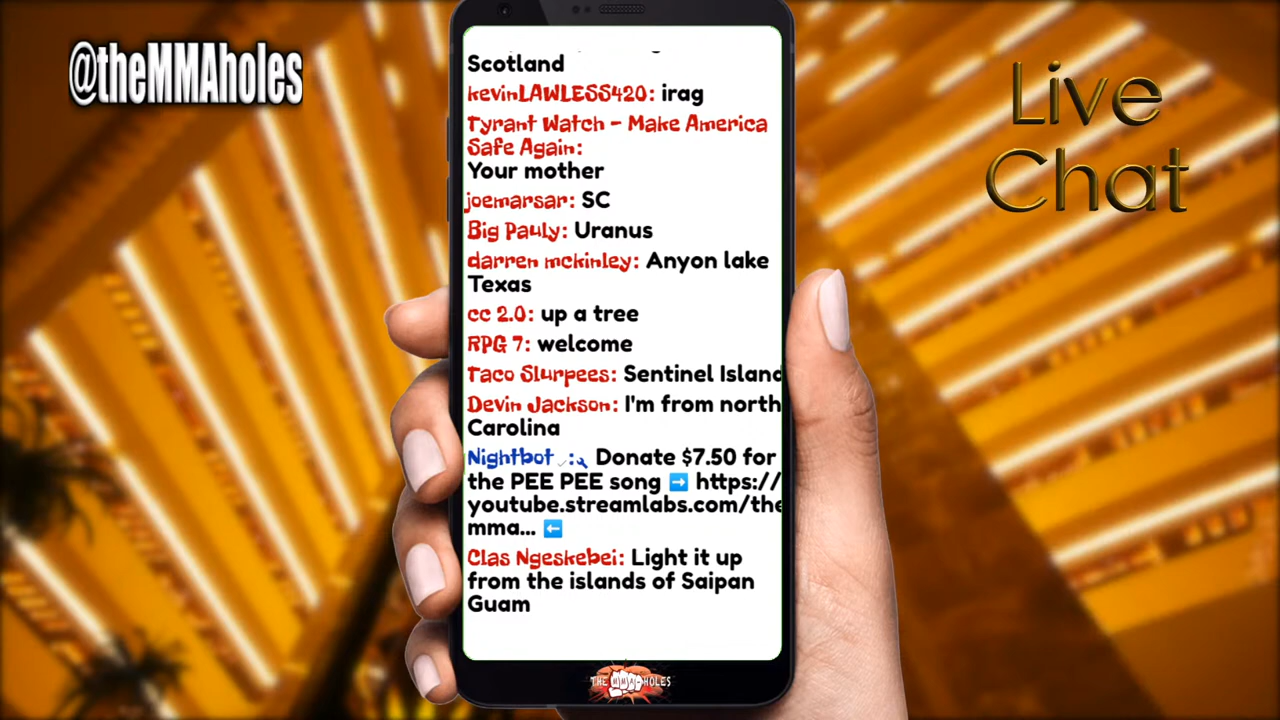 @theMMAholes
Live
Chat
Scotland
kevinLAWLESS420: irag
Tyrant Watch - Make America
Safe Again:
Your mother
joemarsar: SC
Big Pauly: Uranus
darren mckinley: Anyon lake
Texas
cc 2.0: up a tree
RPG 7: welcome
Taco Slurpees: Sentinel Island
Devin Jackson: I'm from north
Carolina
Nightbot : Donate $7.50 for
the PEE PEE song ➡️ https://
youtube.streamlabs.com/the
mma... ⬅️
Clas Ngeskebei: Light it up
from the islands of Saipan
Guam
THE MMA-HOLES